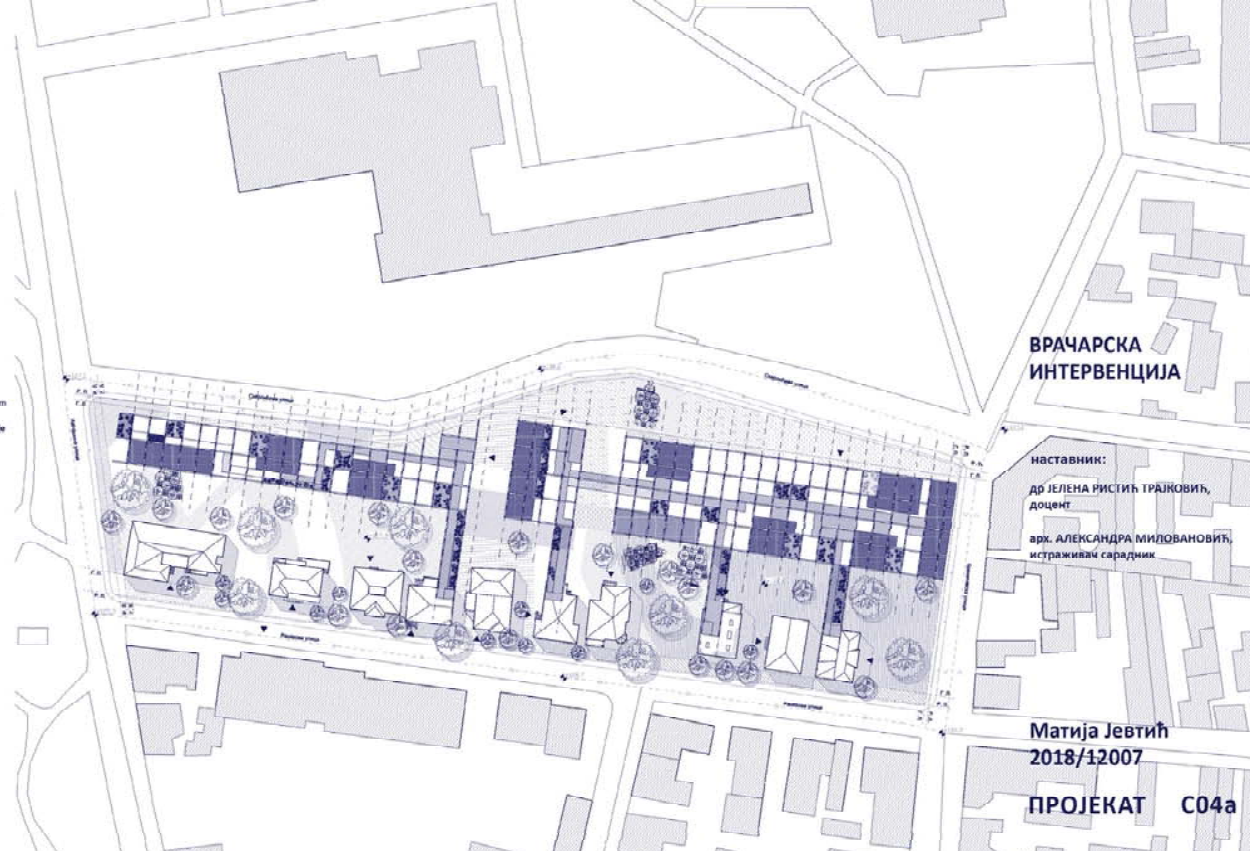 ВРАЧАРСКА
ИНТЕРВЕНЦИЈА
наставник:
др ЈЕЛЕНА РИСТИЋ ТРАЈКОВИЋ,
доцент
арх. АЛЕКСАНДРА МИЛОВАНОВИЋ,
истраживач сарадник
Матија Јевтић
2018/12007
ПРОЈЕКАТ C04a